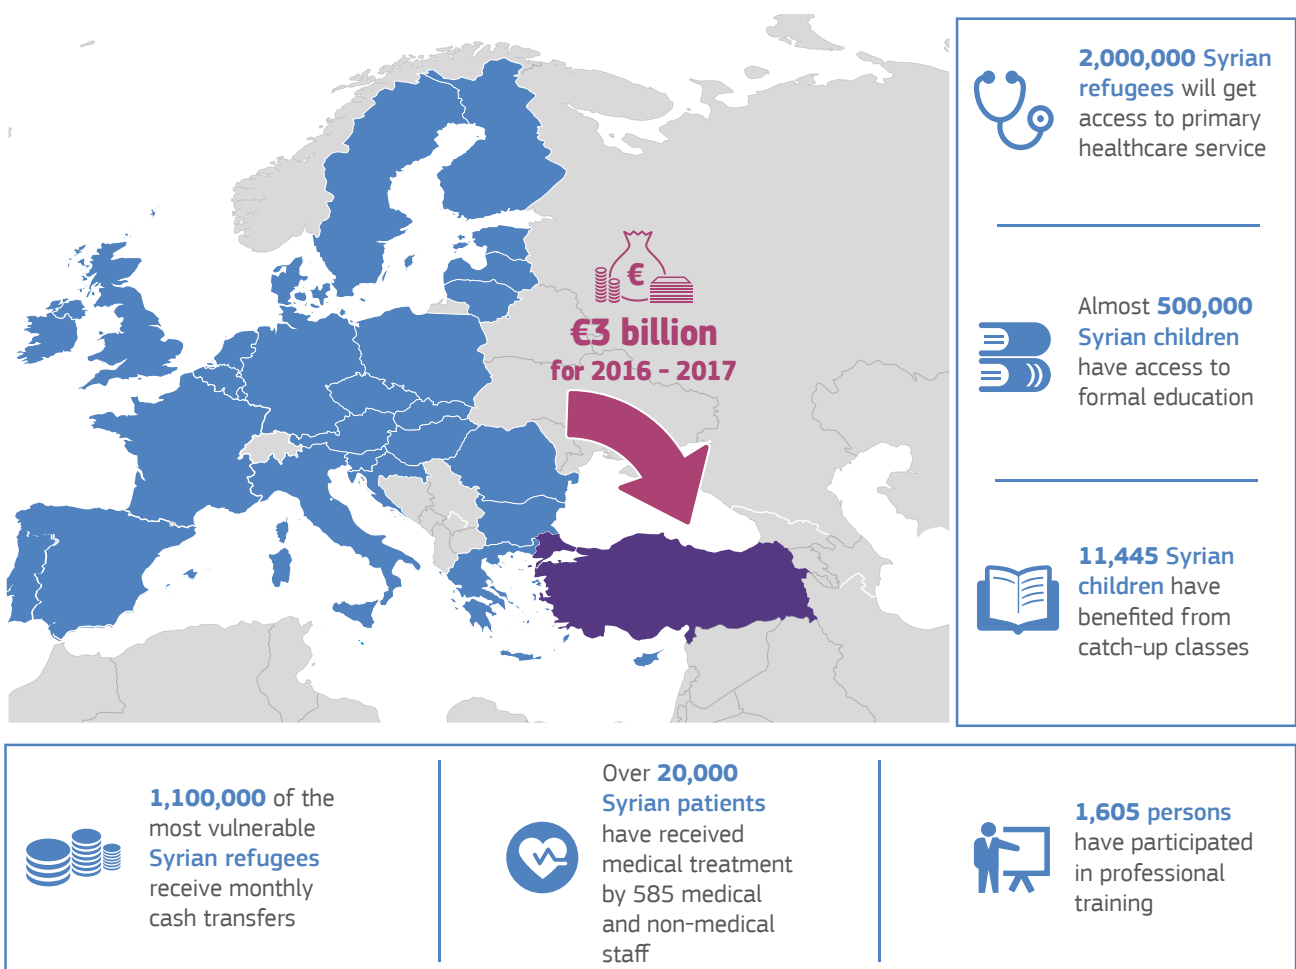 €
€3 billion
for 2016 - 2017
2,000,000 Syrian
refugees will get
access to primary
healthcare service
Almost 500,000
Syrian children
have access to
formal education
11,445 Syrian
children have
benefited from
catch-up classes
1,100,000 of the
most vulnerable
Syrian refugees
receive monthly
cash transfers
Over 20,000
Syrian patients
have received
medical treatment
by 585 medical
and non-medical
staff
1,605 persons
have participated
in professional
training